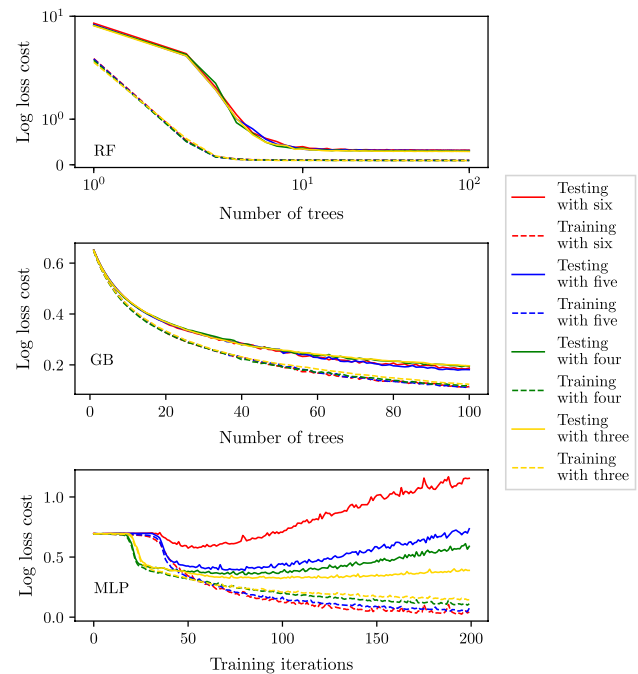 Log loss cost
10¹
10⁰
0
RF
10⁰
10¹
10²
Number of trees
Log loss cost
0.6
0.4
0.2
GB
0
20
40
60
80
100
Number of trees
Log loss cost
1.0
0.5
0.0
MLP
0
50
100
150
200
Training iterations
Testing
with six
Training
with six
Testing
with five
Training
with five
Testing
with four
Training
with four
Testing
with three
Training
with three